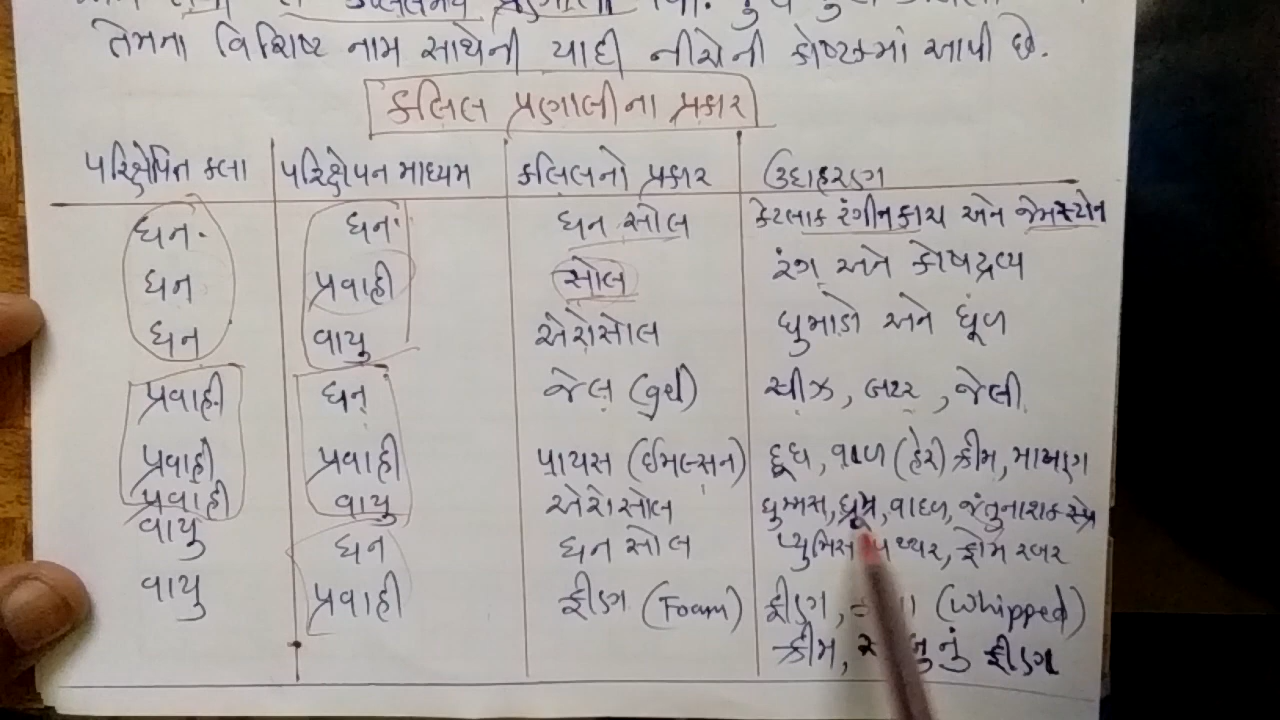 તેમના વિશિષ્ટ નામ સાથેની યાદી નીચેની કોષ્ટકમાં આપી છે.
કલિલ પ્રણાલીના પ્રકાર
પરિક્ષેપિત કલા પરિક્ષેપન માધ્યમ કલિલનો પ્રકાર ઉદાહરણ
ઘન ઘન ઘન સોલ કેટલાક રંગીન કાચ અને જેમસ્ટોન
ઘન પ્રવાહી સોલ રંગ અને કોષદ્રવ્ય
ઘન વાયુ એરોસોલ ધુમાડો અને ધૂળ
પ્રવાહી ઘન જેલ (વૃથ) ચીઝ, બટર, જેલી
પ્રવાહી પ્રવાહી પાયસ (ઈમલ્સન) દૂધ, વાળ (હેર) ક્રીમ, માખણ
પ્રવાહી વાયુ એરોસોલ ધુમ્મસ, ધુમ્ર, વાદળ, જંતુનાશક સ્પ્રે
વાયુ ઘન ઘન સોલ પ્યુમિસ પથ્થર, ફોમ રબર
વાયુ પ્રવાહી ફીણ (Foam) ફીણ, (Whipped)
ક્રીમ, નું ફીણ